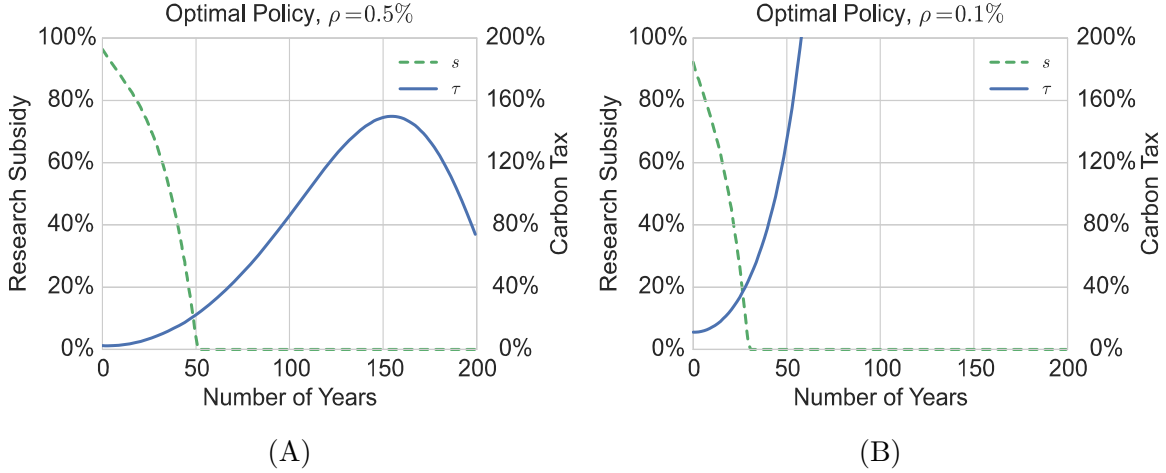 Optimal Policy, ρ=0.5%
100%
80%
60%
40%
20%
0%
Research Subsidy
200%
160%
120%
80%
40%
0%
Carbon Tax
s
τ
0
50
100
150
200
Number of Years
(A)
Optimal Policy, ρ=0.1%
100%
80%
60%
40%
20%
0%
Research Subsidy
200%
160%
120%
80%
40%
0%
Carbon Tax
s
τ
0
50
100
150
200
Number of Years
(B)